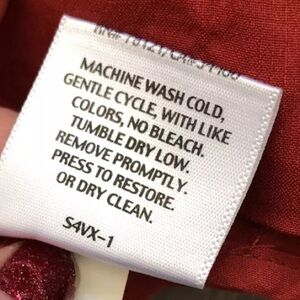 MACHINE WASH COLD,
GENTLE CYCLE, WITH LIKE
COLORS, NO BLEACH.
TUMBLE DRY LOW.
REMOVE PROMPTLY.
PRESS TO RESTORE.
OR DRY CLEAN.
S4VX-1